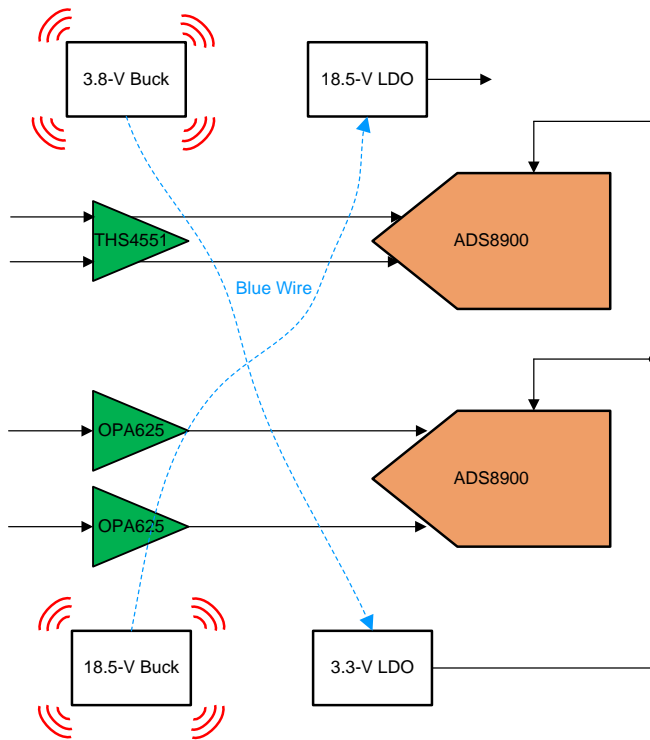 3.8-V Buck
18.5-V LDO
THS4551
ADS8900
Blue Wire
OPA625
ADS8900
OPA625
18.5-V Buck
3.3-V LDO